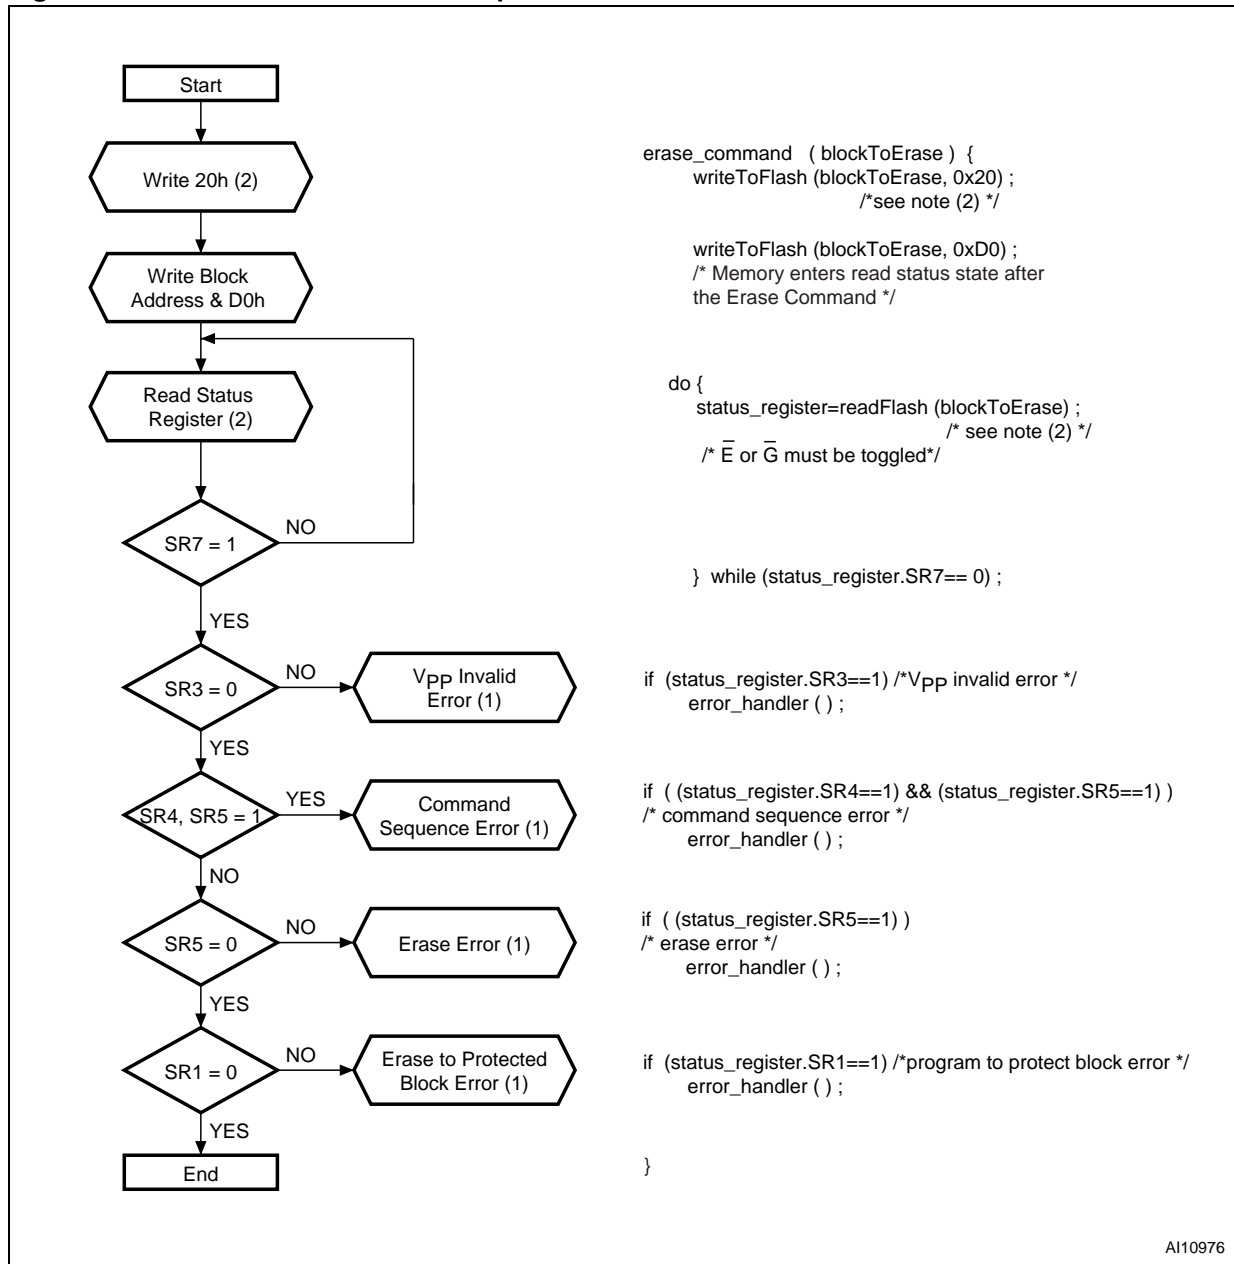 Start
Write 20h (2)
Write Block
Address & D0h
Read Status
Register (2)
NO
SR7 = 1
YES
NO
SR3 = 0
VPP Invalid
Error (1)
YES
YES
SR4, SR5 = 1
Command
Sequence Error (1)
NO
NO
SR5 = 0
Erase Error (1)
YES
NO
SR1 = 0
Erase to Protected
Block Error (1)
YES
End
erase_command ( blockToErase ) {
writeToFlash (blockToErase, 0x20) ;
/*see note (2) */
writeToFlash (blockToErase, 0xD0) ;
/* Memory enters read status state after
the Erase Command */
do {
status_register=readFlash (blockToErase) ;
/* see note (2) */
/* E̅ or G̅ must be toggled*/
} while (status_register.SR7== 0) ;
if (status_register.SR3==1) /*VPP invalid error */
error_handler ( ) ;
if ( (status_register.SR4==1) && (status_register.SR5==1) )
/* command sequence error */
error_handler ( ) ;
if ( (status_register.SR5==1) )
/* erase error */
error_handler ( ) ;
if (status_register.SR1==1) /*program to protect block error */
error_handler ( ) ;
}
AI10976